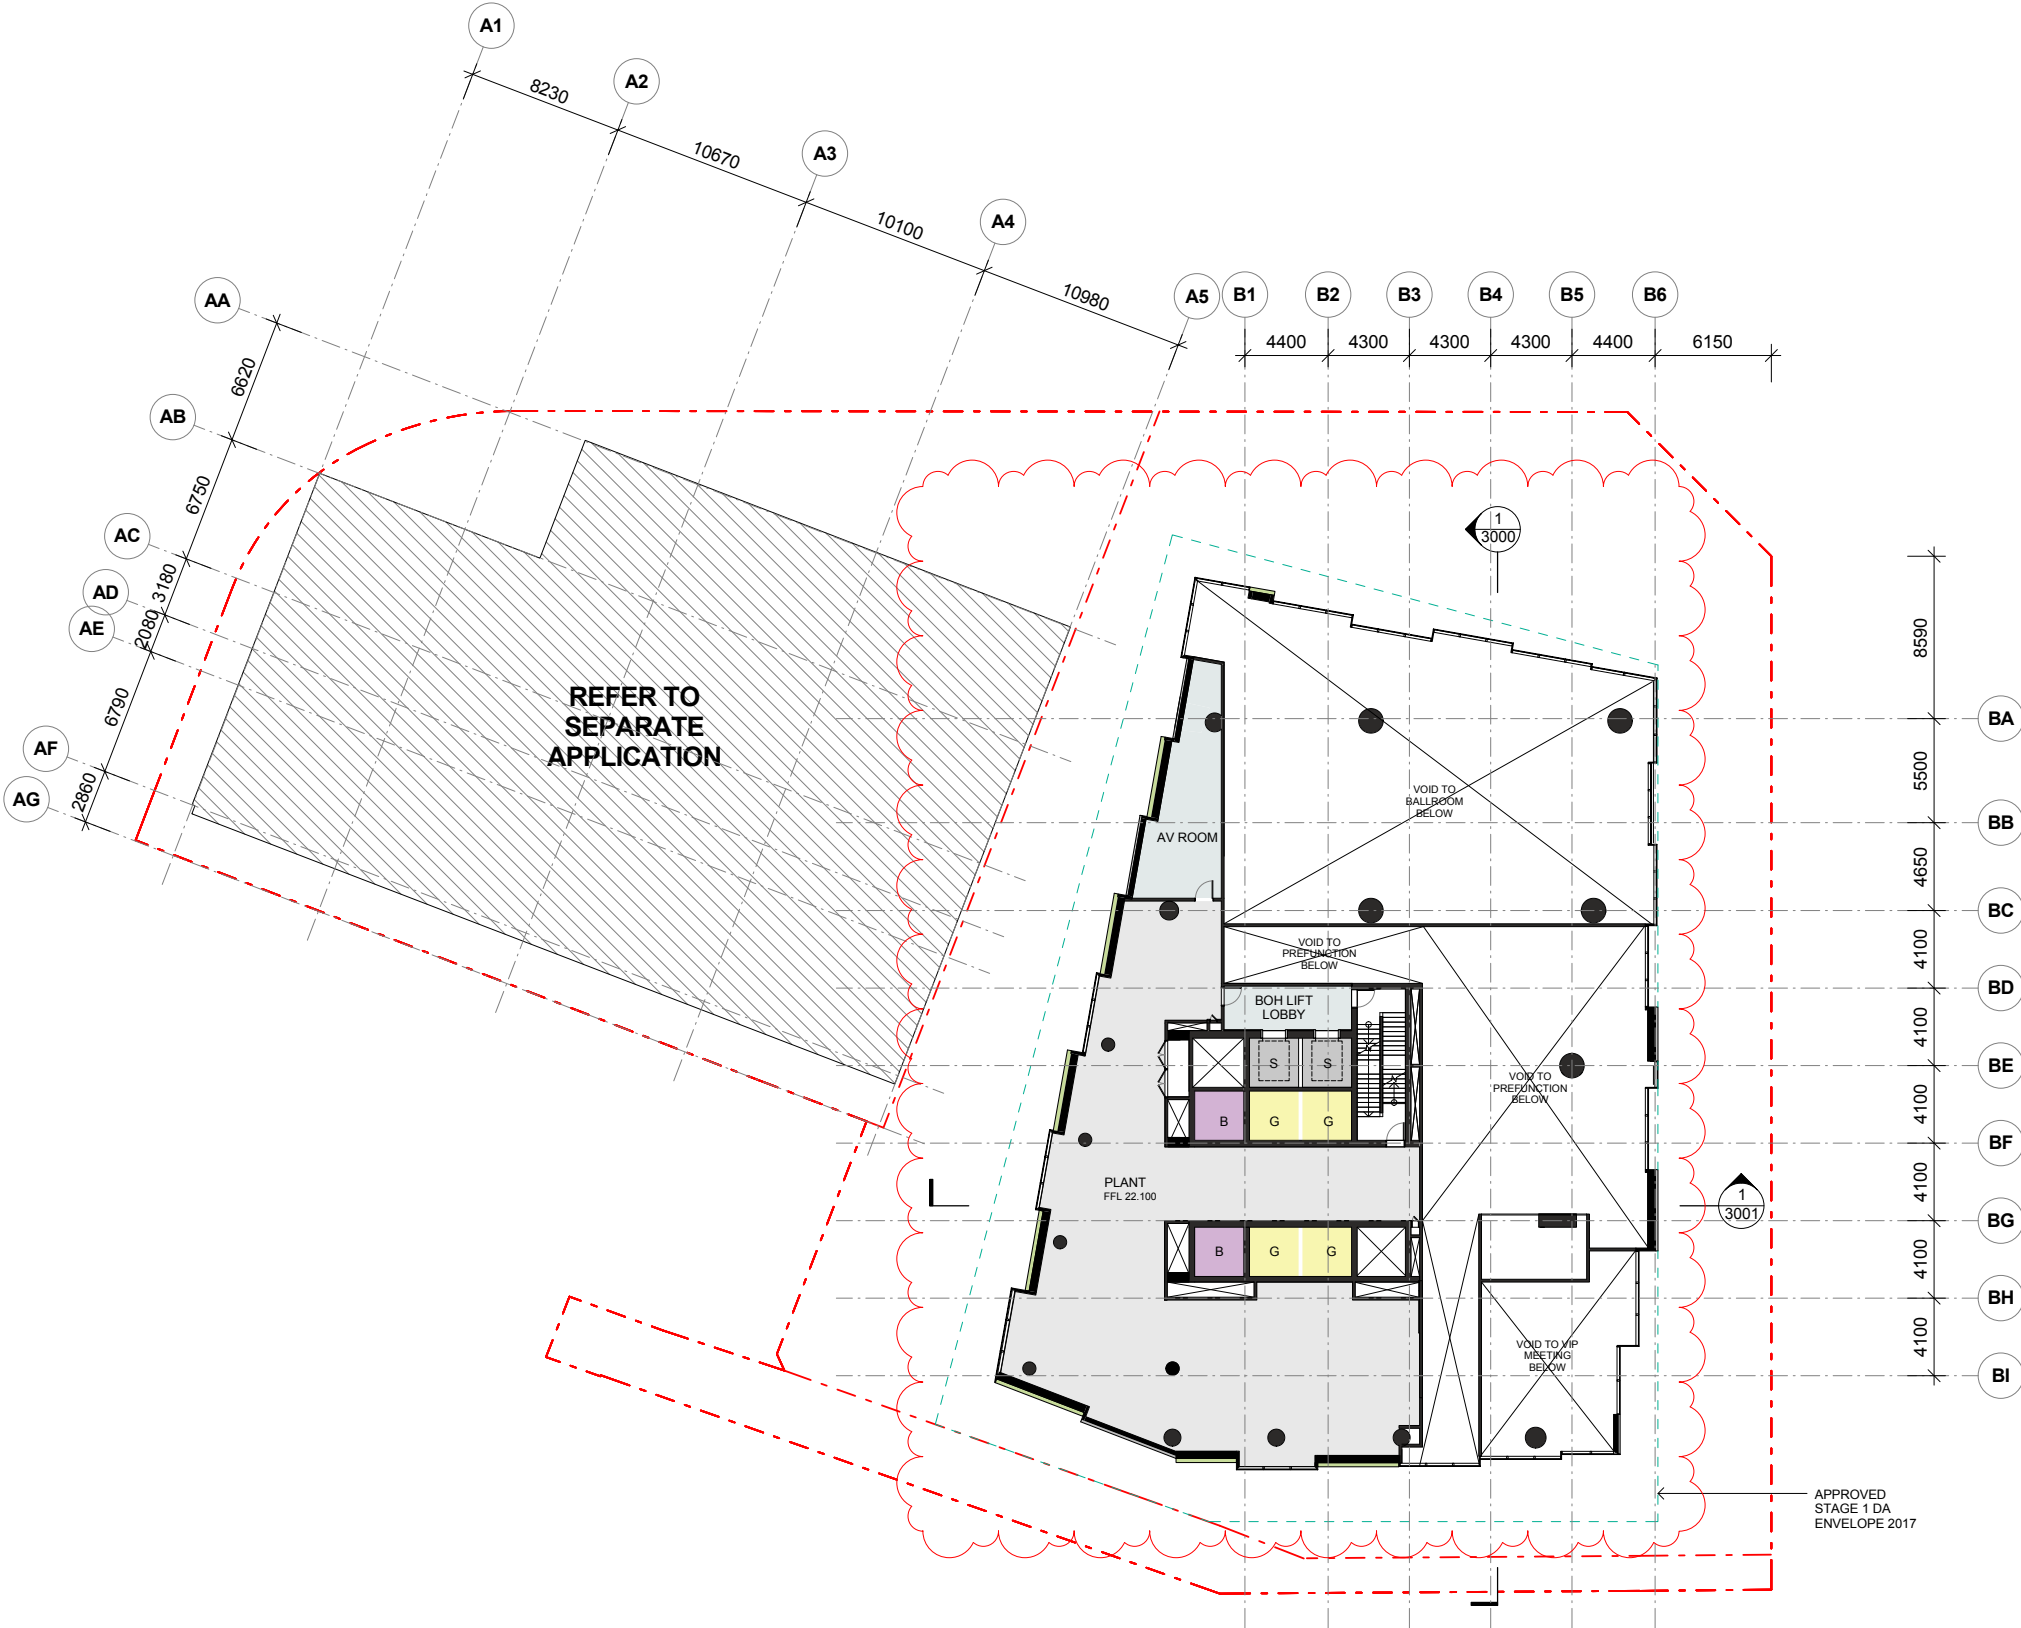 A1
A2
A3
A4
A5
B1
B2
B3
B4
B5
B6
8230
10670
10100
10980
4400
4300
4300
4300
4400
6150
AA
AB
AC
AD
AE
AF
AG
6620
6750
3180
2080
6790
2860
REFER TO
SEPARATE
APPLICATION
1
3000
VOID TO
BALLROOM
BELOW
AV ROOM
VOID TO
PREFUNCTION
BELOW
BOH LIFT
LOBBY
S
S
B
G
G
VOID TO
PREFUNCTION
BELOW
PLANT
FFL 22.100
B
G
G
1
3001
VOID TO VIP
MEETING
BELOW
APPROVED
STAGE 1 DA
ENVELOPE 2017
8590
5500
4650
4100
4100
4100
4100
4100
4100
BA
BB
BC
BD
BE
BF
BG
BH
BI